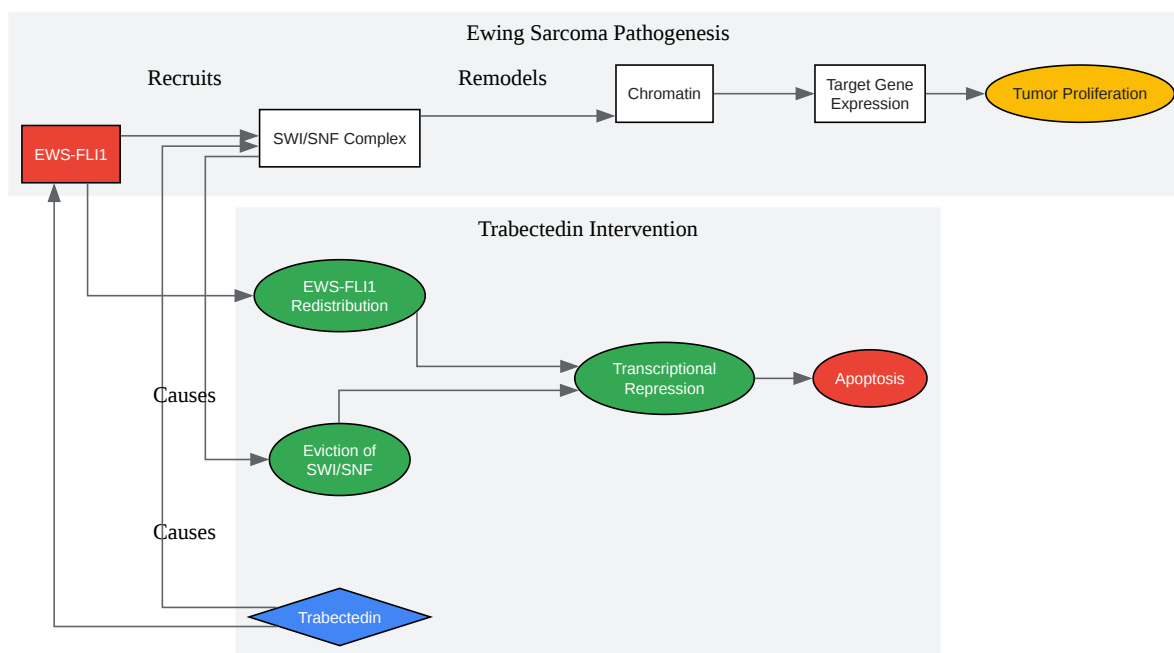 Ewing Sarcoma Pathogenesis
Recruits
Remodels
Chromatin
Target Gene
Expression
Tumor Proliferation
EWS-FLI1
SWI/SNF Complex
Trabectedin Intervention
EWS-FLI1
Redistribution
Transcriptional
Repression
Apoptosis
Causes
Eviction of
SWI/SNF
Causes
Trabectedin